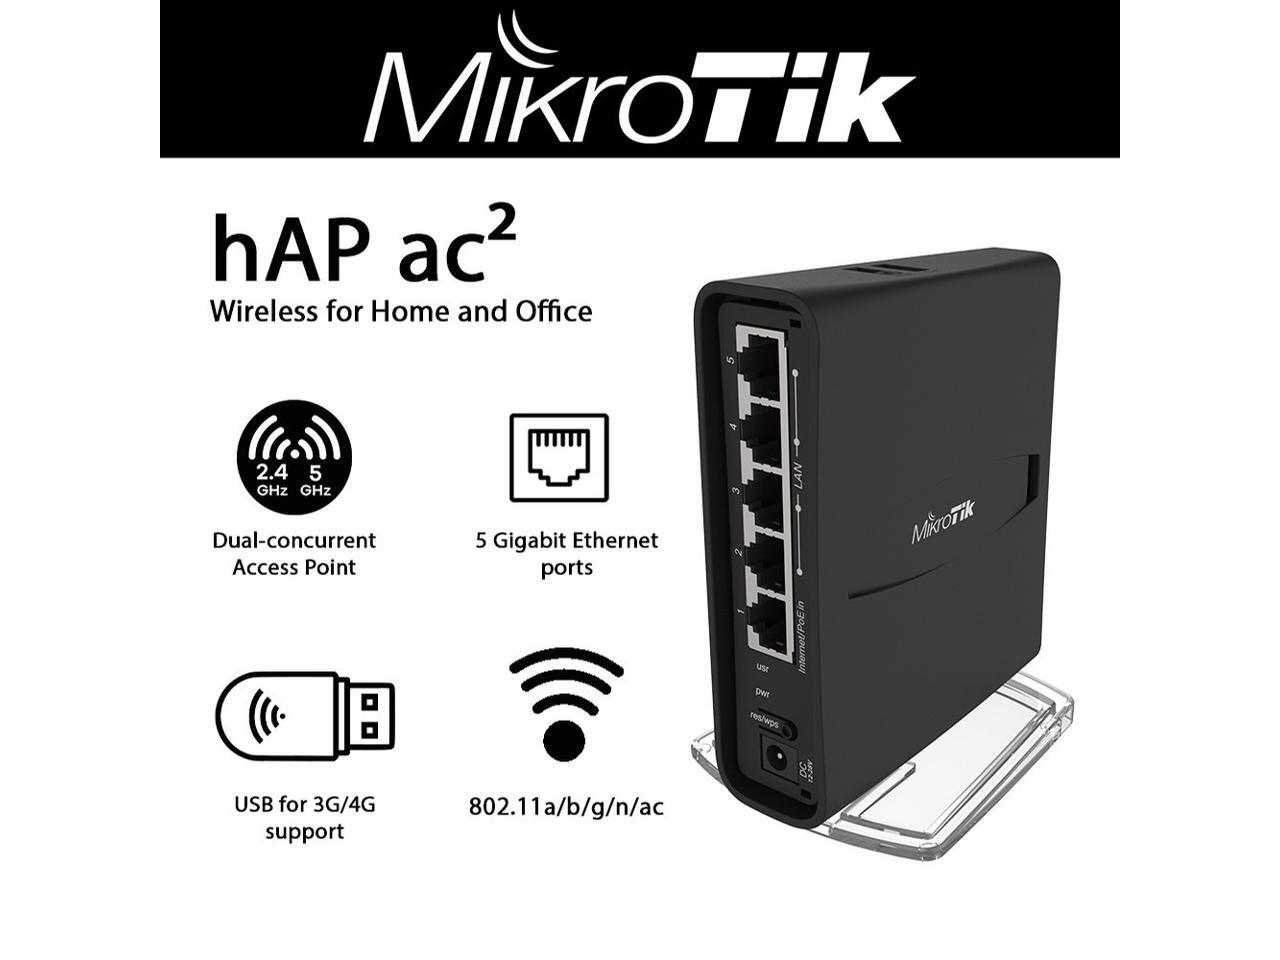 MikroTik
hAP ac²
Wireless for Home and Office
2.4 5
GHz GHz
Dual-concurrent
Access Point
5 Gigabit Ethernet
ports
USB for 3G/4G
support
802.11a/b/g/n/ac
5
4
3
2
1
LAN
Internet/PoE in
usr
pwr
res/wps
DC
12-28V
MikroTik